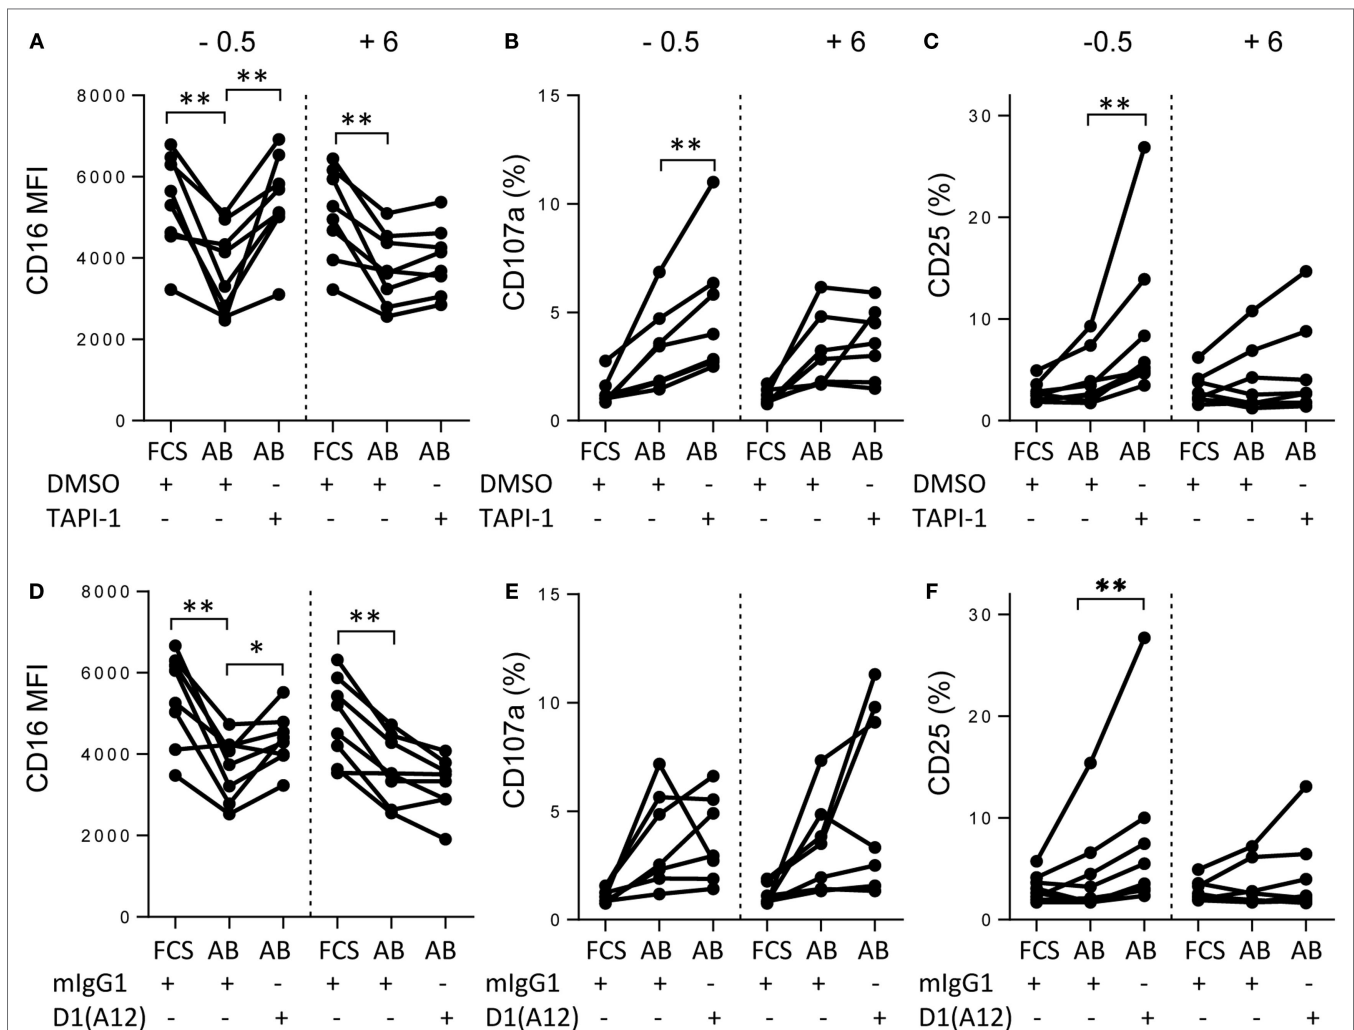 A - 0.5 + 6 B - 0.5 + 6 C -0.5 + 6
** ** ** ** **
CD16 MFI
8000
6000
4000
2000
0
CD107a (%)
15
10
5
0
CD25 (%)
30
20
10
0
FCS AB AB FCS AB AB FCS AB AB FCS AB AB FCS AB AB FCS AB AB
DMSO + + - + + - DMSO + + - + + - DMSO + + - + + -
TAPI-1 - - + - - + TAPI-1 - - + - - + TAPI-1 - - + - - +
D E F
** * ** **
CD16 MFI
8000
6000
4000
2000
0
CD107a (%)
15
10
5
0
CD25 (%)
30
20
10
0
FCS AB AB FCS AB AB FCS AB AB FCS AB AB FCS AB AB FCS AB AB
mIgG1 + + - + + - mIgG1 + + - + + - mIgG1 + + - + + -
D1(A12) - - + - - + D1(A12) - - + - - + D1(A12) - - + - - +